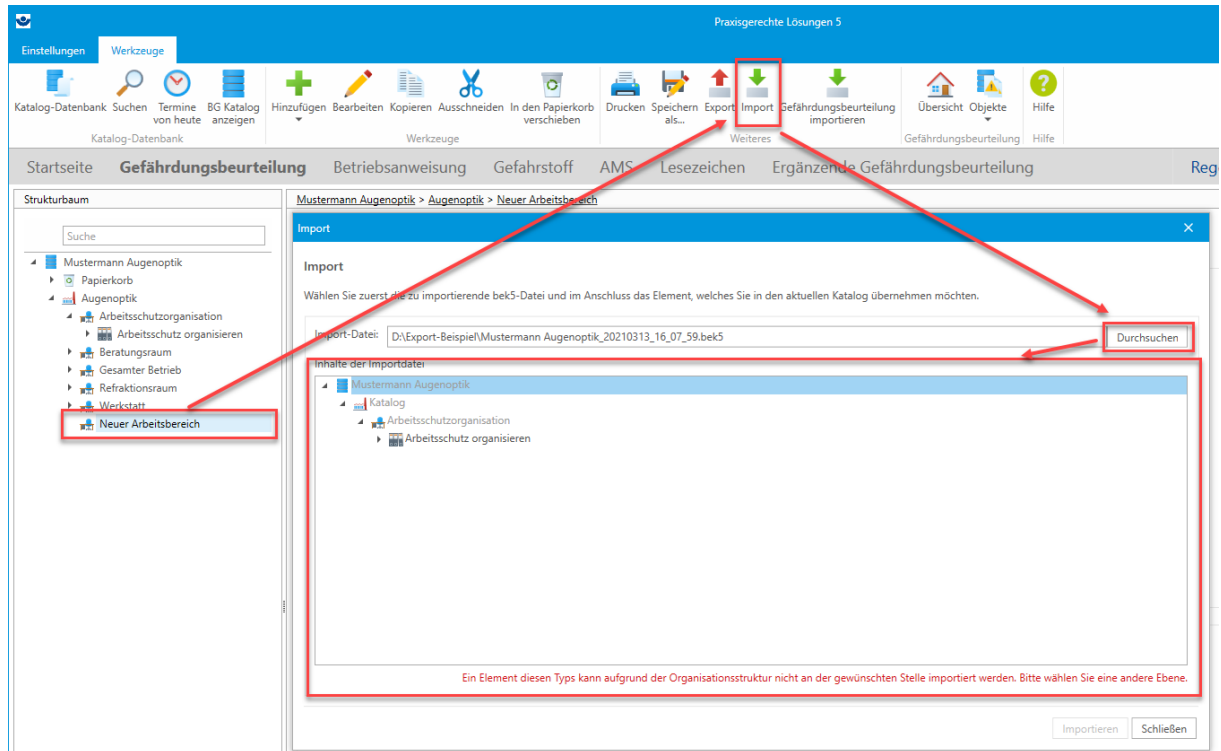 Praxisgerechte Lösungen 5
Einstellungen Werkzeuge
Katalog-Datenbank Suchen Termine von heute BG Katalog anzeigen Hinzufügen Bearbeiten Kopieren Ausschneiden In den Papierkorb verschieben Drucken Speichern als... Export Import Gefährdungsbeurteilung importieren Übersicht Objekte Hilfe
Katalog-Datenbank Werkzeuge Weiteres Gefährdungsbeurteilung Hilfe
Startseite Gefährdungsbeurteilung Betriebsanweisung Gefahrstoff AMS Lesezeichen Ergänzende Gefährdungsbeurteilung Reg
Strukturbaum
Suche
Mustermann Augenoptik
Papierkorb
Augenoptik
Arbeitsschutzorganisation
Arbeitsschutz organisieren
Beratungsraum
Gesamter Betrieb
Refraktionsraum
Werkstatt
Neuer Arbeitsbereich
Mustermann Augenoptik > Augenoptik > Neuer Arbeitsbereich
Import
Import
Wählen Sie zuerst die zu importierende bek5-Datei und im Anschluss das Element, welches Sie in den aktuellen Katalog übernehmen möchten.
Import-Datei: D:\Export-Beispiel\Mustermann Augenoptik_20210313_16_07_59.bek5 Durchsuchen
Inhalte der Importdatei
Mustermann Augenoptik
Katalog
Arbeitsschutzorganisation
Arbeitsschutz organisieren
Ein Element diesen Typs kann aufgrund der Organisationsstruktur nicht an der gewünschten Stelle importiert werden. Bitte wählen Sie eine andere Ebene.
Importieren Schließen